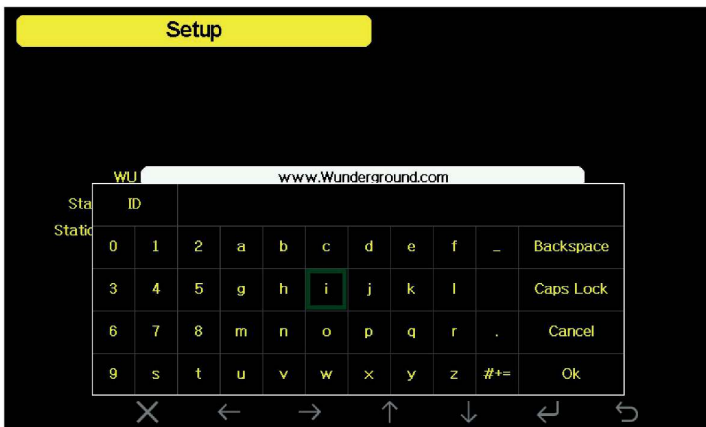 Setup
WU www.Wunderground.com
Sta ID
Static
0 1 2 a b c d e f _ Backspace
3 4 5 g h i j k l Caps Lock
6 7 8 m n o p q r . Cancel
9 s t u v w x y z #+= Ok